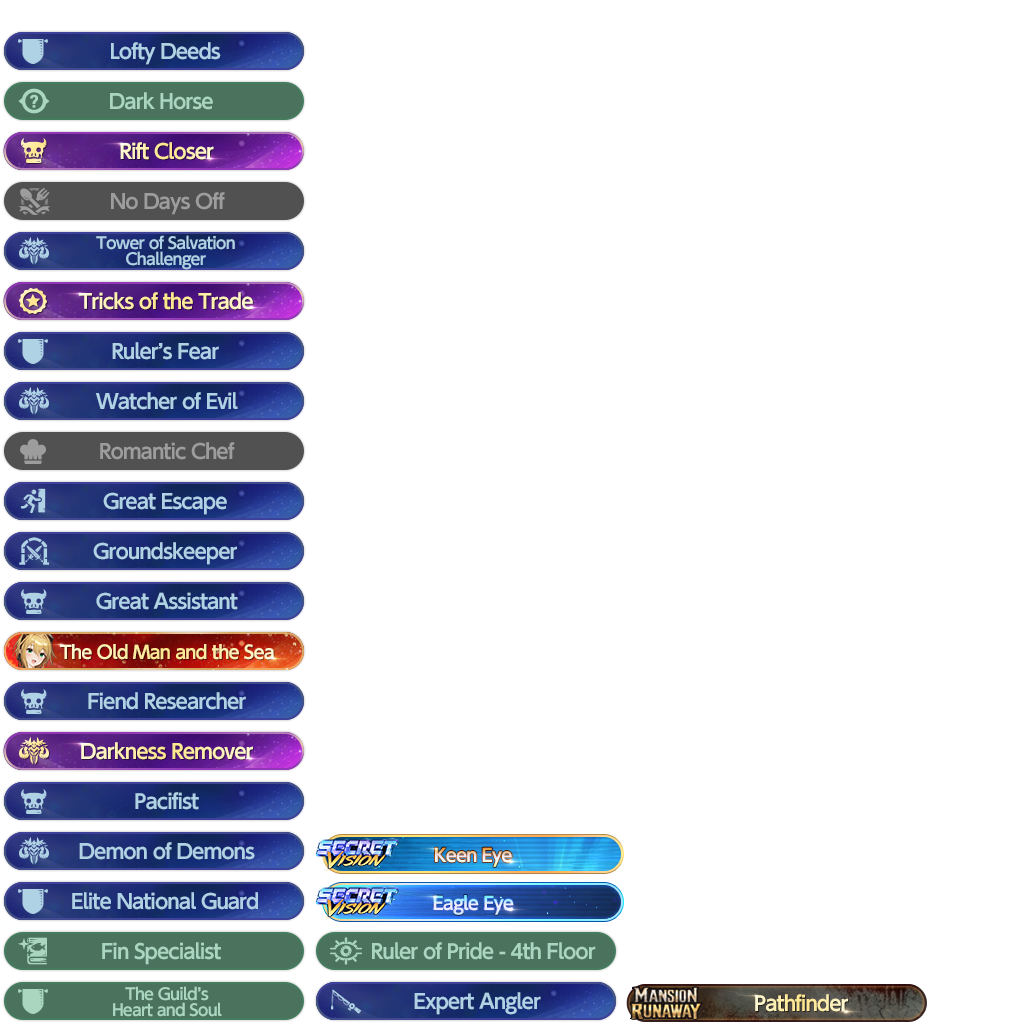 Lofty Deeds
Dark Horse
Rift Closer
No Days Off
Tower of Salvation
Challenger
Tricks of the Trade
Ruler's Fear
Watcher of Evil
Romantic Chef
Great Escape
Groundskeeper
Great Assistant
The Old Man and the Sea
Fiend Researcher
Darkness Remover
Pacifist
Demon of Demons
SECRET
VISION
Keen Eye
Elite National Guard
SECRET
VISION
Eagle Eye
Fin Specialist
Ruler of Pride - 4th Floor
The Guild's
Heart and Soul
Expert Angler
MANSION
RUNAWAY
Pathfinder